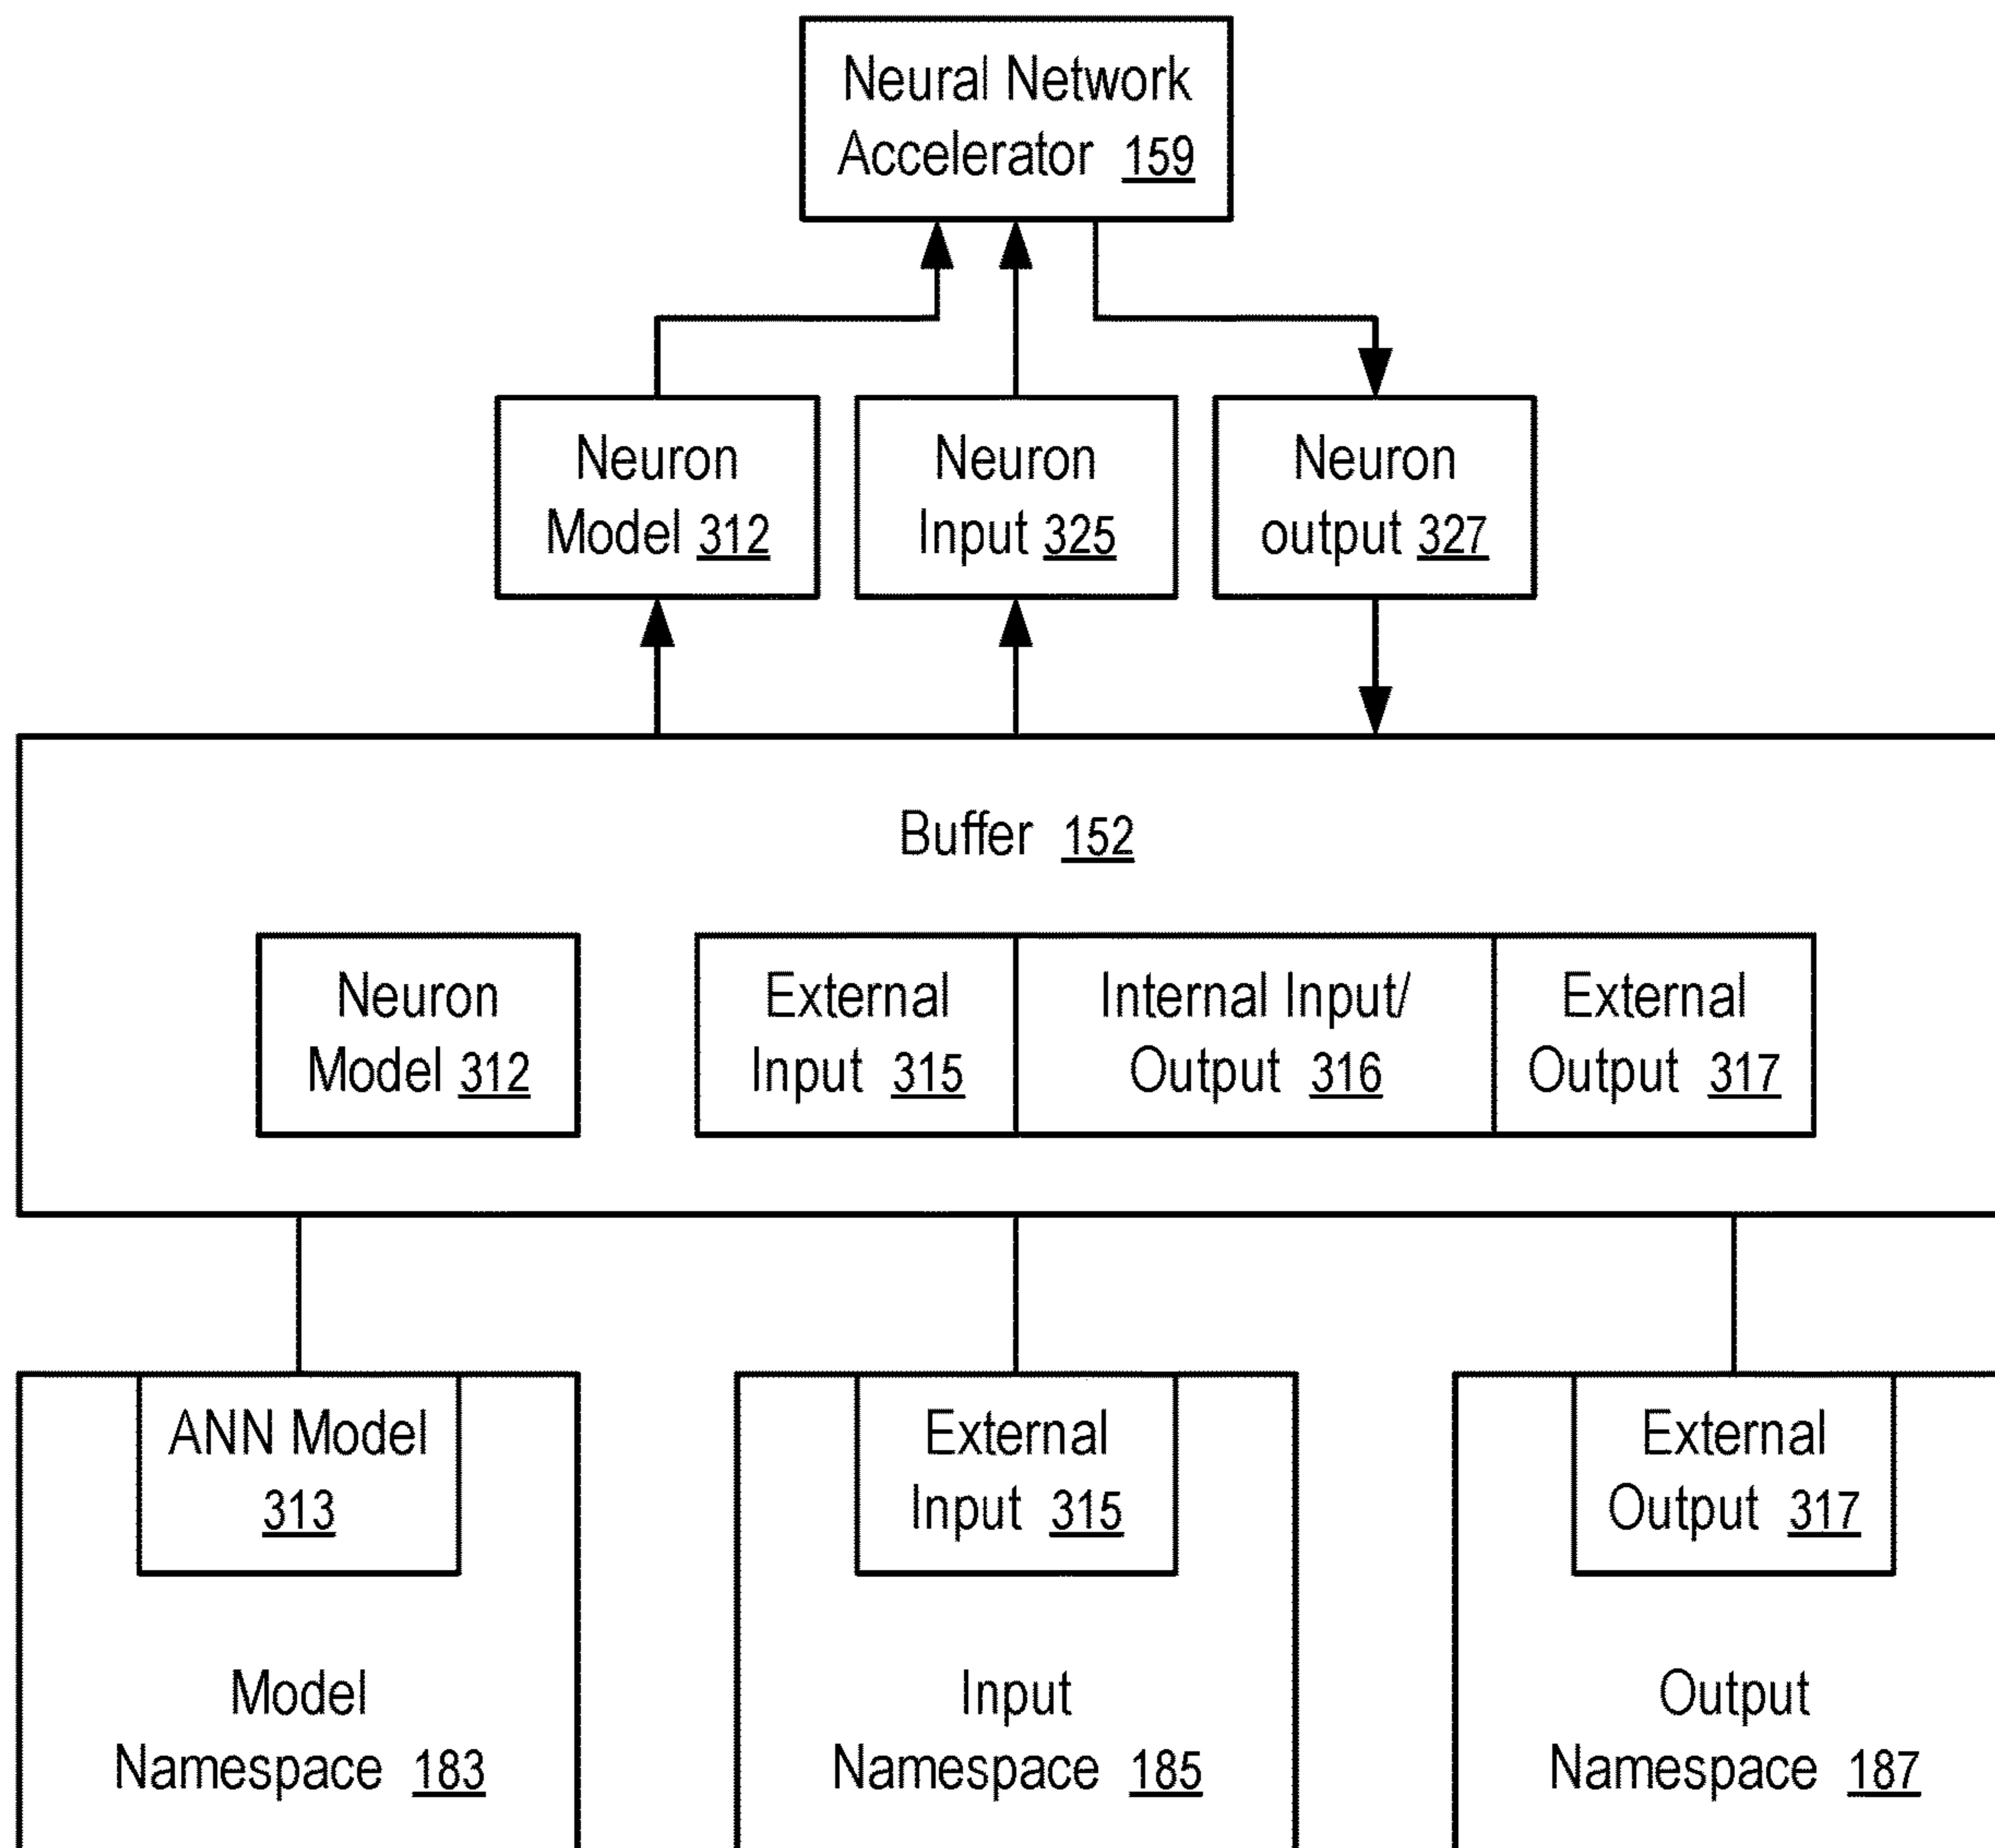 Neural Network
Accelerator 159
Neuron
Model 312
Neuron
Input 325
Neuron
output 327
Buffer 152
Neuron
Model 312
External
Input 315
Internal Input/
Output 316
External
Output 317
ANN Model
313
Model
Namespace 183
External
Input 315
Input
Namespace 185
External
Output 317
Output
Namespace 187